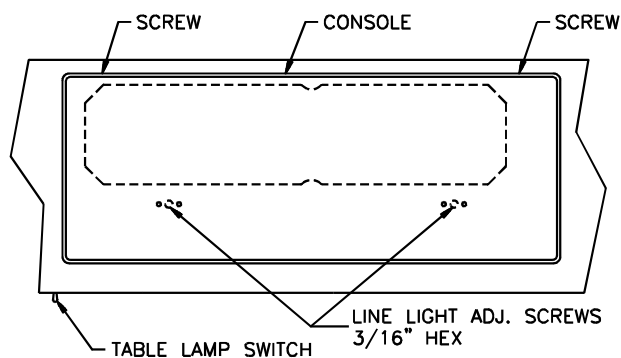 SCREW
CONSOLE
SCREW
LINE LIGHT ADJ. SCREWS
3/16" HEX
TABLE LAMP SWITCH